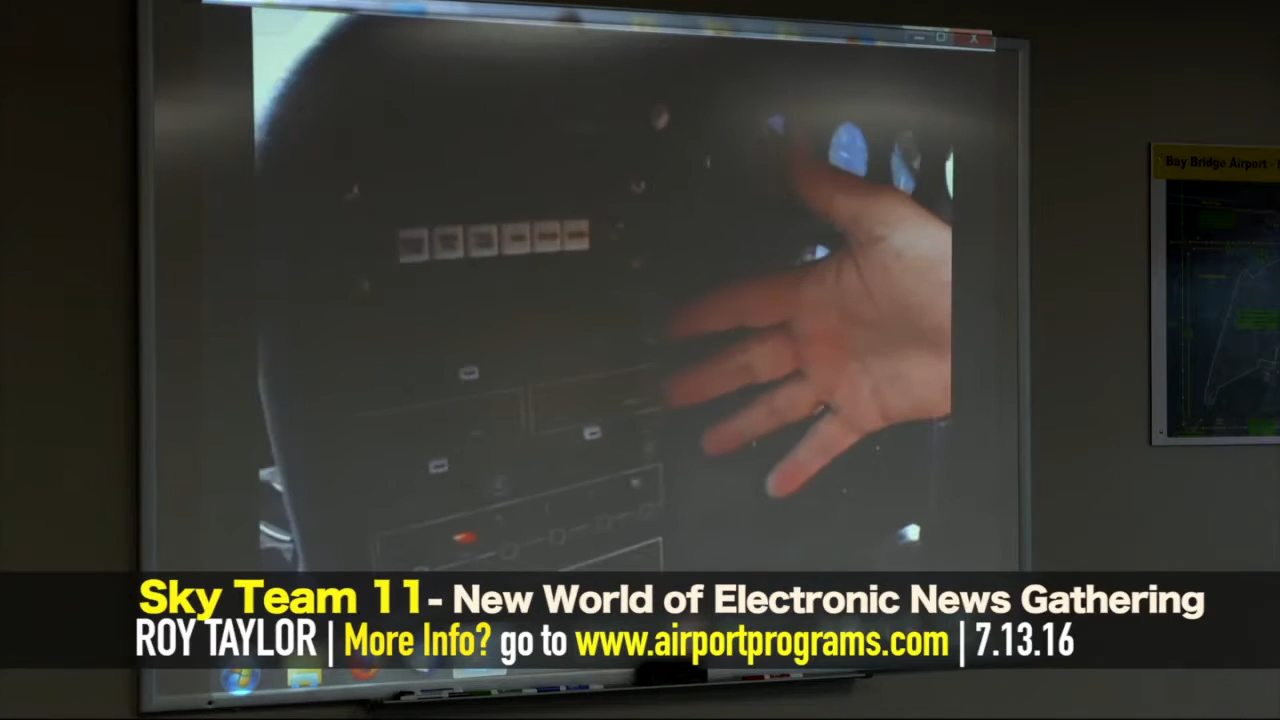 Bay Bridge Airport -
Sky Team 11 - New World of Electronic News Gathering
ROY TAYLOR | More Info? go to www.airportprograms.com | 7.13.16